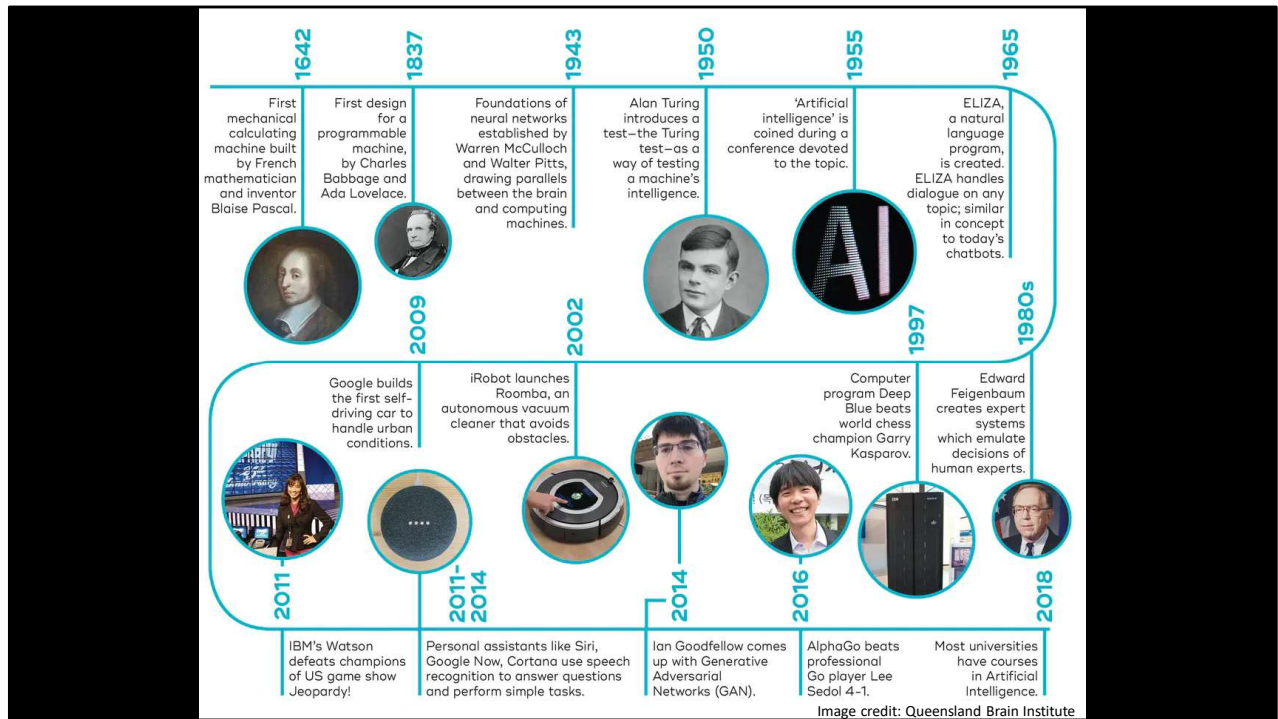 1642
First
mechanical
calculating
machine built
by French
mathematician
and inventor
Blaise Pascal.
1837
First design
for a
programmable
machine,
by Charles
Babbage and
Ada Lovelace.
1943
Foundations of
neural networks
established by
Warren McCulloch
and Walter Pitts,
drawing parallels
between the brain
and computing
machines.
1950
Alan Turing
introduces a
test—the Turing
test—as a
way of testing
a machine's
intelligence.
1955
'Artificial
intelligence' is
coined during a
conference devoted
to the topic.
AI
1965
ELIZA,
a natural
language
program,
is created.
ELIZA handles
dialogue on any
topic; similar
in concept
to today's
chatbots.
1980s
Edward
Feigenbaum
creates expert
systems
which emulate
decisions of
human experts.
1997
Computer
program Deep
Blue beats
world chess
champion Garry
Kasparov.
2002
iRobot launches
Roomba, an
autonomous vacuum
cleaner that avoids
obstacles.
2009
Google builds
the first self-
driving car to
handle urban
conditions.
2011
IBM's Watson
defeats champions
of US game show
Jeopardy!
2011-
2014
Personal assistants like Siri,
Google Now, Cortana use speech
recognition to answer questions
and perform simple tasks.
2014
Ian Goodfellow comes
up with Generative
Adversarial
Networks (GAN).
2016
AlphaGo beats
professional
Go player Lee
Sedol 4-1.
2018
Most universities
have courses
in Artificial
Intelligence.
Image credit: Queensland Brain Institute